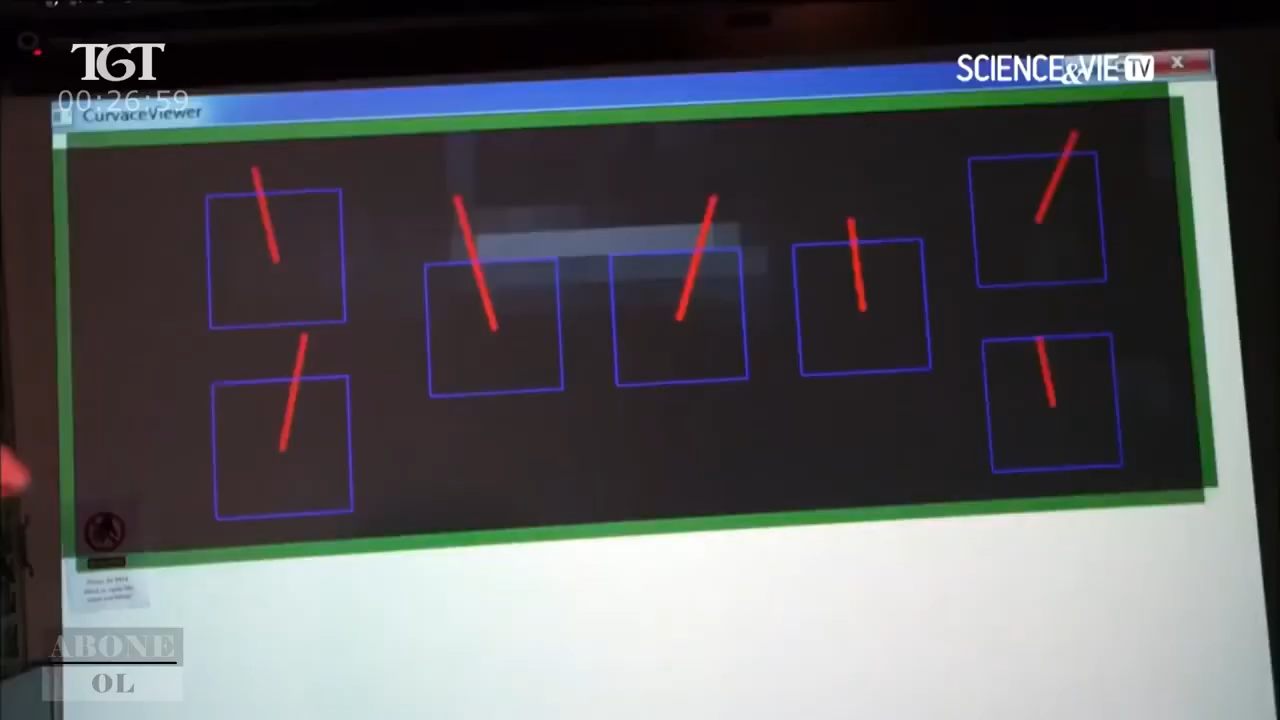 TGT
SCIENCE&VIE TV
00:26:59
CurvaceViewer
ABONE
OL